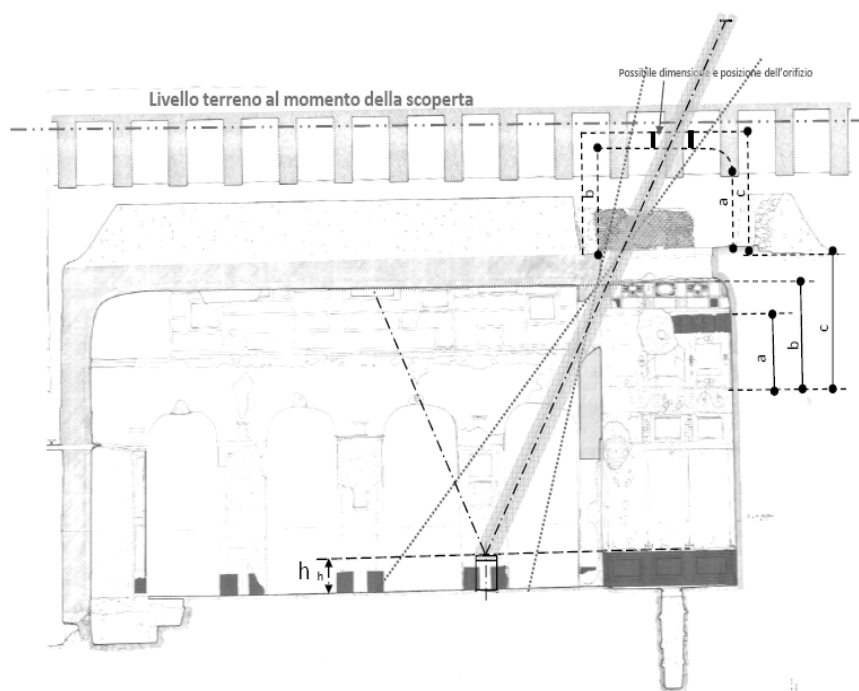 Possibile dimensione e posizione dell'orifizio
Livello terreno al momento della scoperta
b
a
c
a
b
c
h h